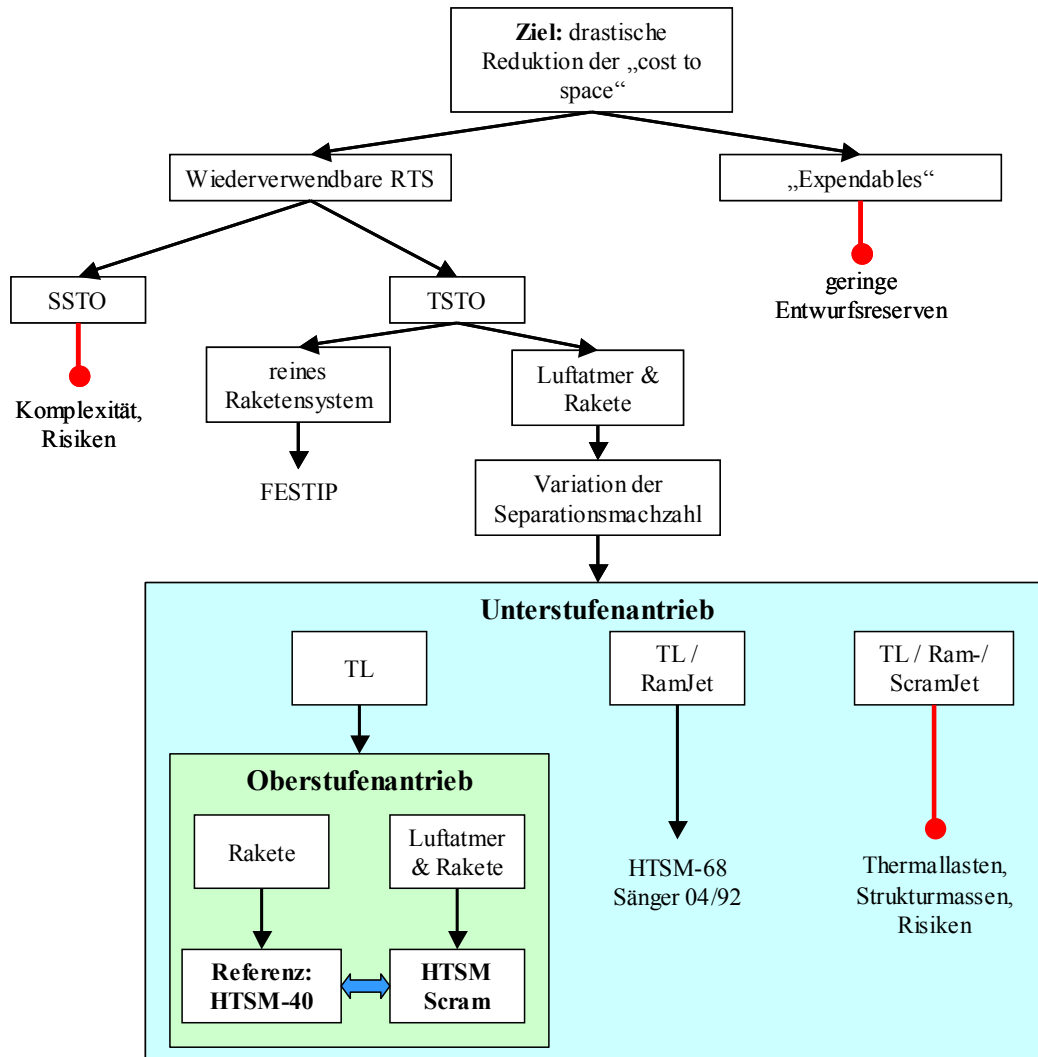 Ziel: drastische
Reduktion der „cost to
space“
Wiederverwendbare RTS
„Expendables“
SSTO
TSTO
geringe
Entwurfsreserven
reines
Raketensystem
Luftatmer &
Rakete
Komplexität,
Risiken
FESTIP
Variation der
Separationsmachzahl
Unterstufenantrieb
TL
TL /
RamJet
TL / Ram-/
ScramJet
Oberstufenantrieb
Rakete
Luftatmer
& Rakete
HTSM-68
Sänger 04/92
Thermallasten,
Strukturmassen,
Risiken
Referenz:
HTSM-40
HTSM
Scram